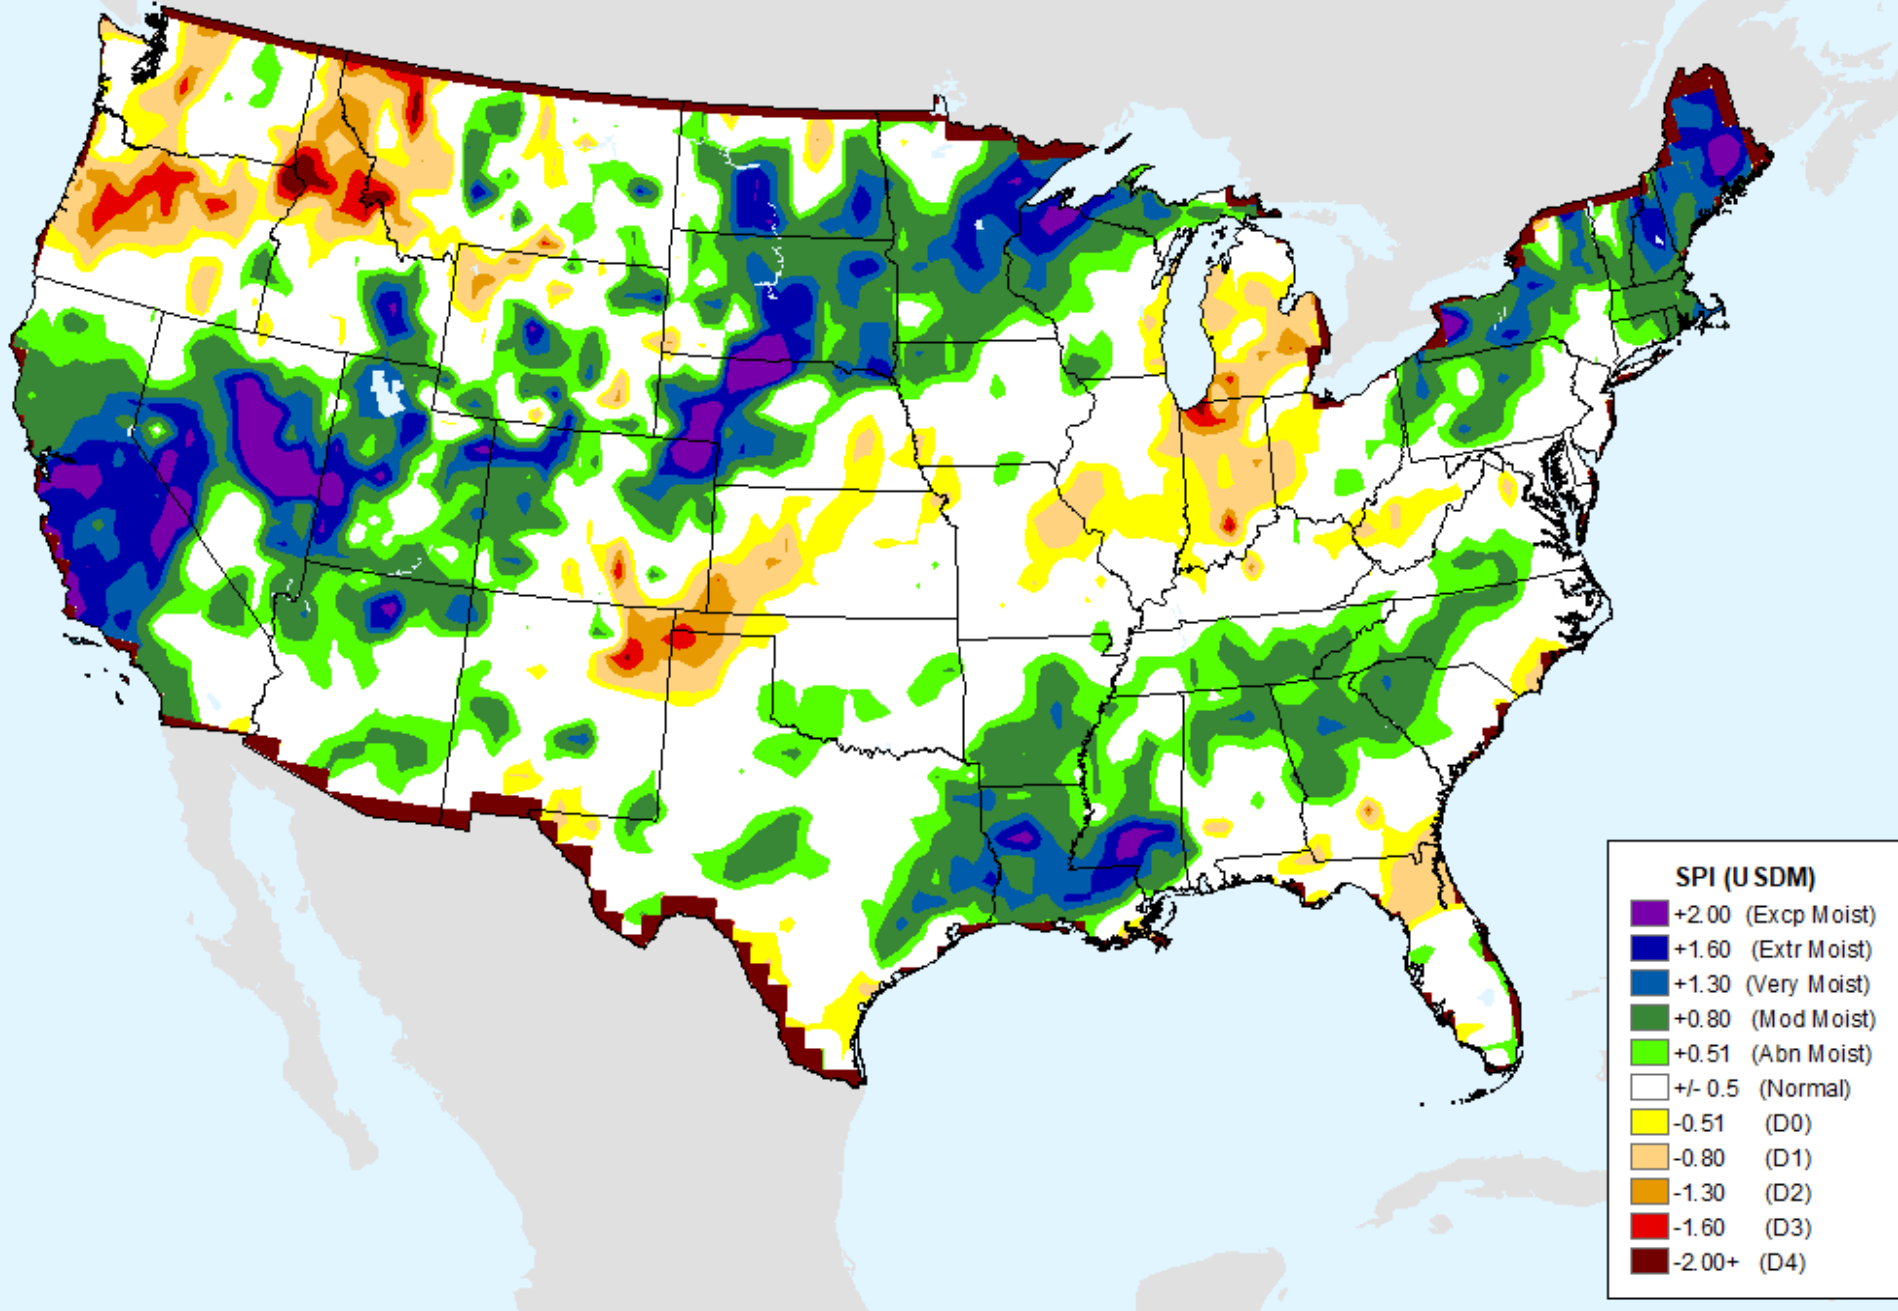 SPI (USDM)
+2.00 (Excp Moist)
+1.60 (Extr Moist)
+1.30 (Very Moist)
+0.80 (Mod Moist)
+0.51 (Abn Moist)
+/- 0.5 (Normal)
-0.51 (D0)
-0.80 (D1)
-1.30 (D2)
-1.60 (D3)
-2.00+ (D4)